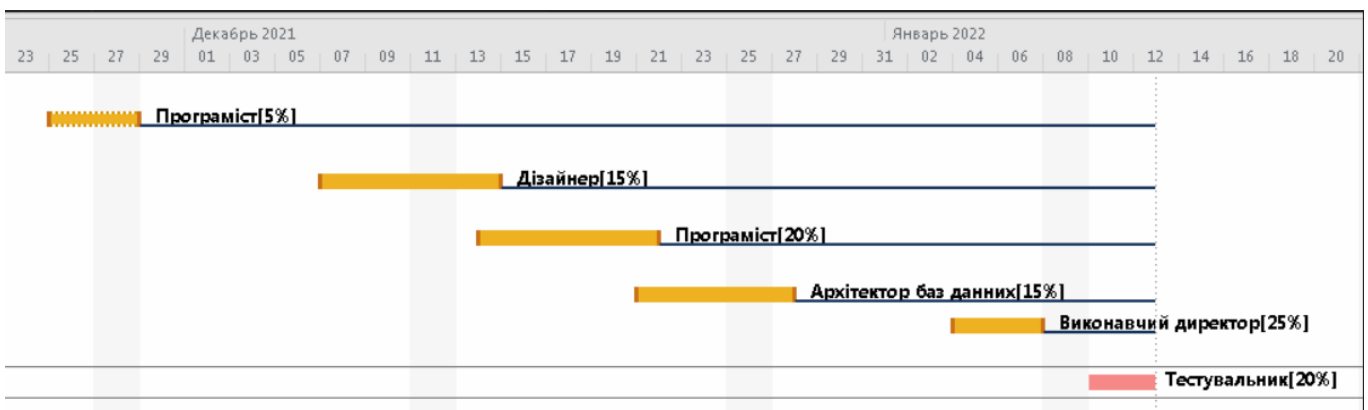 Декабрь 2021 Январь 2022
23 25 27 29 01 03 05 07 09 11 13 15 17 19 21 23 25 27 29 31 02 04 06 08 10 12 14 16 18 20
Програміст[5%]
Дізайнер[15%]
Програміст[20%]
Архітектор баз данних[15%]
Виконавчий директор[25%]
Тестувальник[20%]